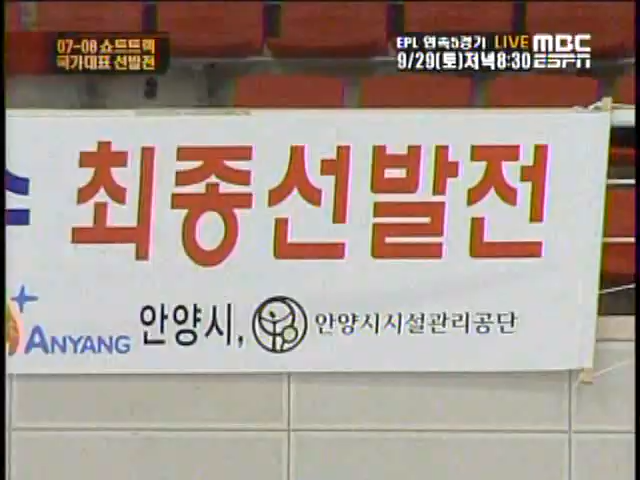 07-08 쇼트트랙
국가대표 선발전
EPL 연속5경기 LIVE MBC
9/29(토)저녁8:30 ESPN
최종선발전
ANYANG 안양시, 안양시시설관리공단